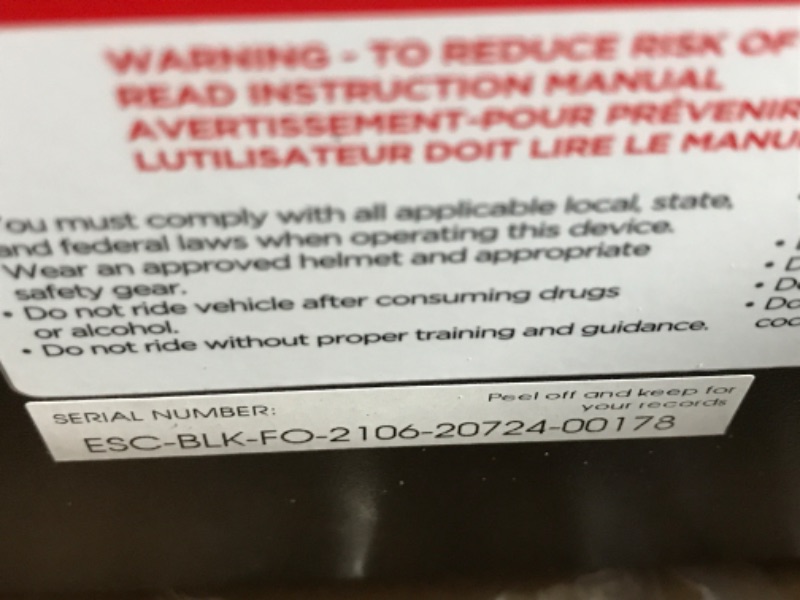 WARNING - TO REDUCE RISK OF
READ INSTRUCTION MANUAL
AVERTISSEMENT-POUR PRÉVENIR
LUTILISATEUR DOIT LIRE LE MANU
You must comply with all applicable local, state,
and federal laws when operating this device.
Wear an approved helmet and appropriate
safety gear.
• Do not ride vehicle after consuming drugs
or alcohol.
• Do not ride without proper training and guidance.
SERIAL NUMBER:
Peel off and keep for
your records
ESC-BLK-FO-2106-20724-00178